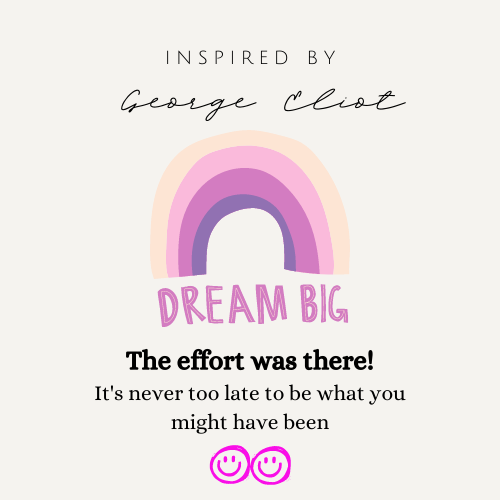 INSPIRED BY
George Eliot
DREAM BIG
The effort was there!
It's never too late to be what you
might have been